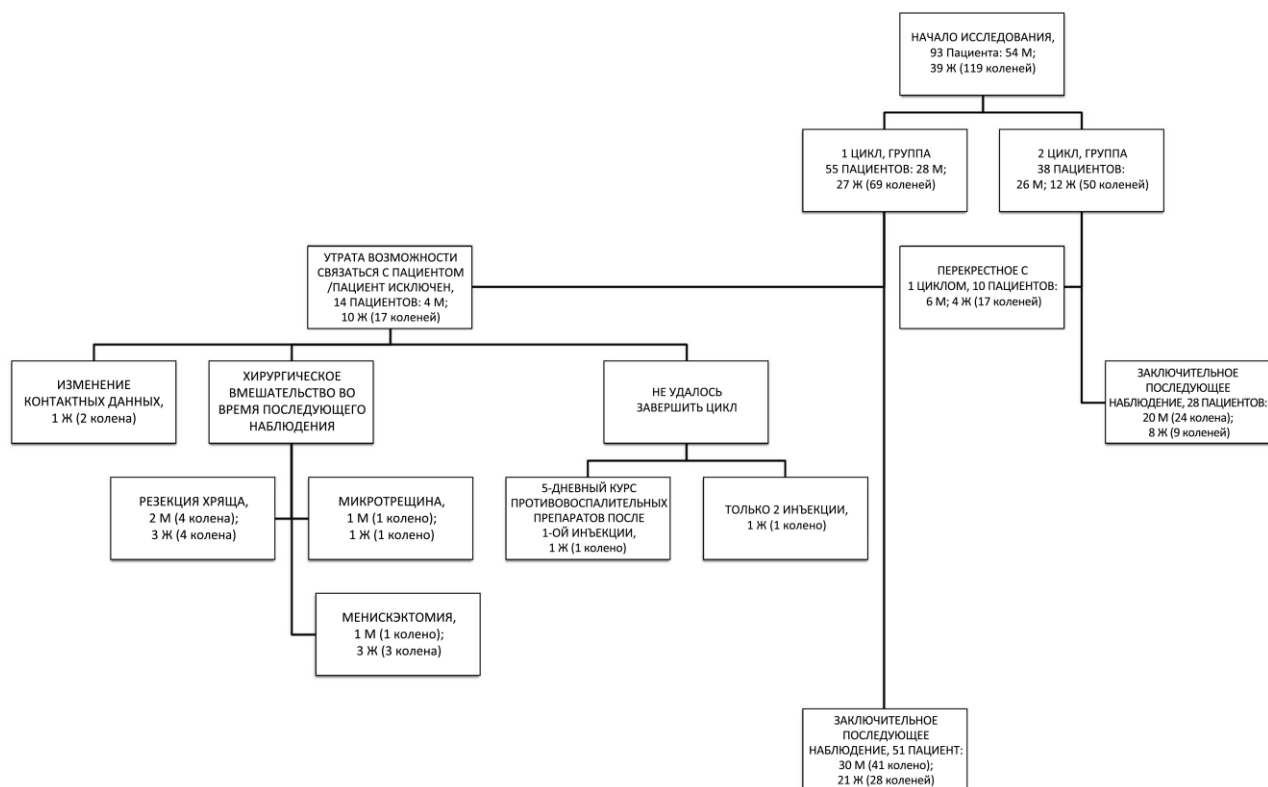 НАЧАЛО ИССЛЕДОВАНИЯ,
93 Пациента: 54 М;
39 Ж (119 коленей)
1 ЦИКЛ, ГРУППА
55 ПАЦИЕНТОВ: 28 М;
27 Ж (69 коленей)
2 ЦИКЛ, ГРУППА
38 ПАЦИЕНТОВ:
26 М; 12 Ж (50 коленей)
УТРАТА ВОЗМОЖНОСТИ
СВЯЗАТЬСЯ С ПАЦИЕНТОМ
/ПАЦИЕНТ ИСКЛЮЧЕН,
14 ПАЦИЕНТОВ: 4 М;
10 Ж (17 коленей)
ПЕРЕКРЕСТНОЕ С
1 ЦИКЛОМ, 10 ПАЦИЕНТОВ:
6 М; 4 Ж (17 коленей)
ИЗМЕНЕНИЕ
КОНТАКТНЫХ ДАННЫХ,
1 Ж (2 колена)
ХИРУРГИЧЕСКОЕ
ВМЕШАТЕЛЬСТВО ВО
ВРЕМЯ ПОСЛЕДУЮЩЕГО
НАБЛЮДЕНИЯ
НЕ УДАЛОСЬ
ЗАВЕРШИТЬ ЦИКЛ
ЗАКЛЮЧИТЕЛЬНОЕ
ПОСЛЕДУЮЩЕЕ
НАБЛЮДЕНИЕ, 28 ПАЦИЕНТОВ:
20 М (24 колена);
8 Ж (9 коленей)
РЕЗЕКЦИЯ ХРЯЩА,
2 М (4 колена);
3 Ж (4 колена)
МИКРОТРЕЩИНА,
1 М (1 колено);
1 Ж (1 колено)
5-ДНЕВНЫЙ КУРС
ПРОТИВОВОСПАЛИТЕЛЬНЫХ
ПРЕПАРАТОВ ПОСЛЕ
1-ОЙ ИНЪЕКЦИИ,
1 Ж (1 колено)
ТОЛЬКО 2 ИНЪЕКЦИИ,
1 Ж (1 колено)
МЕНИСКЭКТОМИЯ,
1 М (1 колено);
3 Ж (3 колена)
ЗАКЛЮЧИТЕЛЬНОЕ
ПОСЛЕДУЮЩЕЕ
НАБЛЮДЕНИЕ, 51 ПАЦИЕНТ:
30 М (41 колено);
21 Ж (28 коленей)